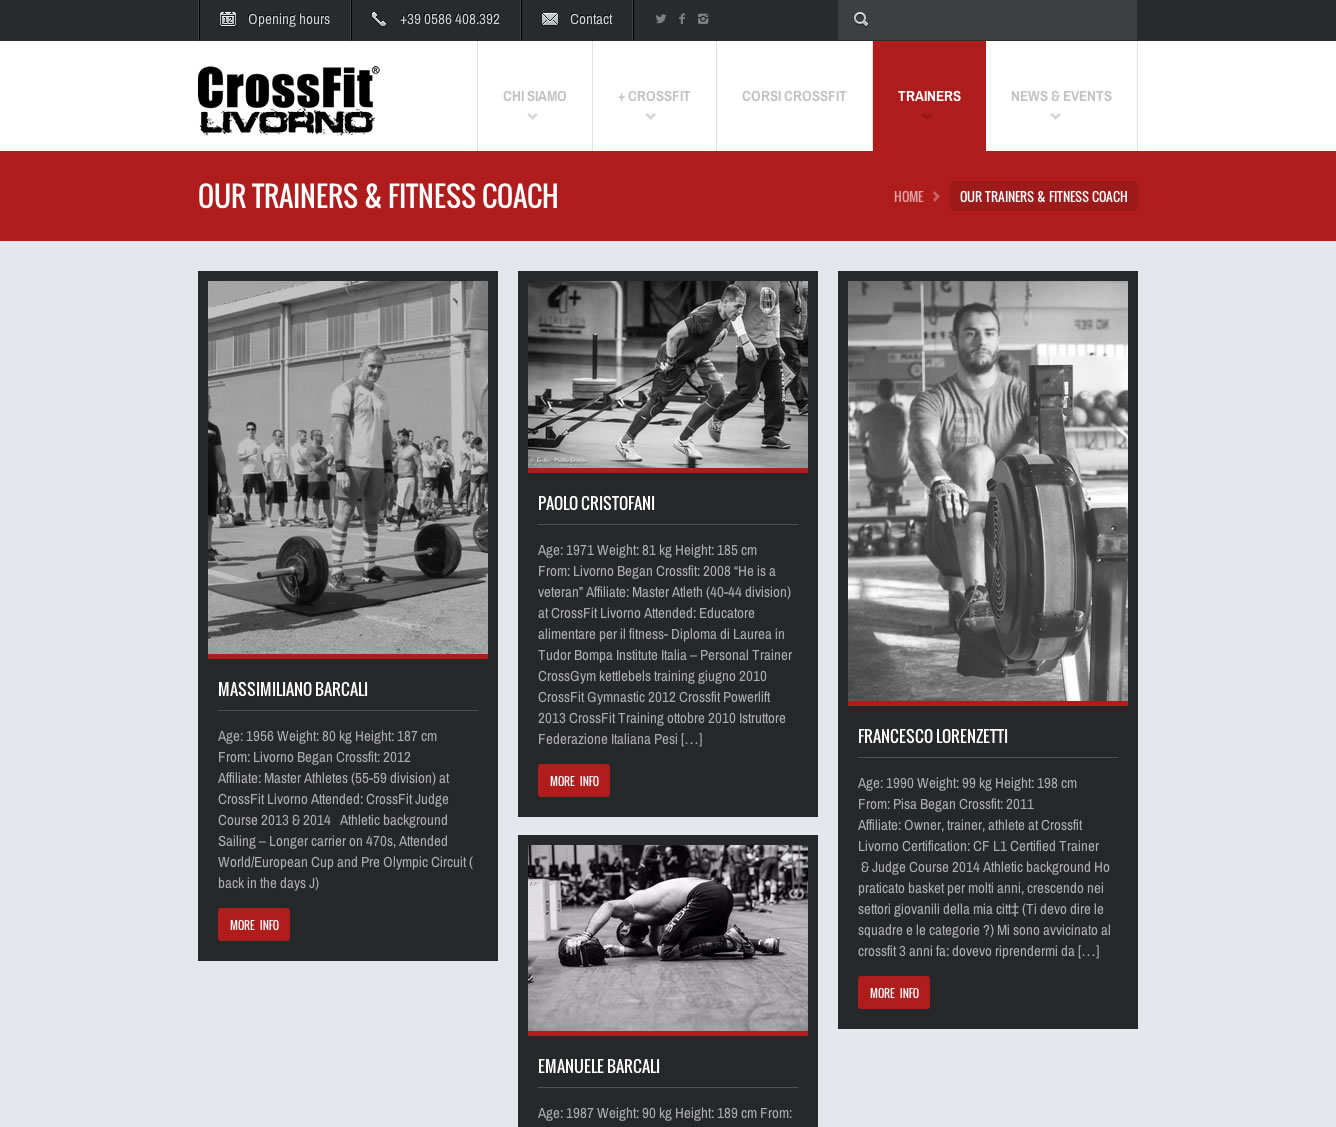 Opening hours
+39 0586 408.392
Contact
CrossFit®
LIVORNO
CHI SIAMO
+ CROSSFIT
CORSI CROSSFIT
TRAINERS
NEWS & EVENTS
OUR TRAINERS & FITNESS COACH
HOME
OUR TRAINERS & FITNESS COACH
MASSIMILIANO BARCALI
Age: 1956 Weight: 80 kg Height: 187 cm
From: Livorno Began Crossfit: 2012
Affiliate: Master Athletes (55-59 division) at
CrossFit Livorno Attended: CrossFit Judge
Course 2013 & 2014   Athletic background
Sailing – Longer carrier on 470s, Attended
World/European Cup and Pre Olympic Circuit (
back in the days J)
MORE INFO
4+
PAOLO CRISTOFANI
Age: 1971 Weight: 81 kg Height: 185 cm
From: Livorno Began Crossfit: 2008 “He is a
veteran” Affiliate: Master Atleth (40-44 division)
at CrossFit Livorno Attended: Educatore
alimentare per il fitness- Diploma di Laurea in
Tudor Bompa Institute Italia – Personal Trainer
CrossGym kettlebels training giugno 2010
CrossFit Gymnastic 2012 Crossfit Powerlift
2013 CrossFit Training ottobre 2010 Istruttore
Federazione Italiana Pesi […]
MORE INFO
EMANUELE BARCALI
Age: 1987 Weight: 90 kg Height: 189 cm From:
FRANCESCO LORENZETTI
Age: 1990 Weight: 99 kg Height: 198 cm
From: Pisa Began Crossfit: 2011
Affiliate: Owner, trainer, athlete at Crossfit
Livorno Certification: CF L1 Certified Trainer
& Judge Course 2014 Athletic background Ho
praticato basket per molti anni, crescendo nei
settori giovanili della mia citt‡ (Ti devo dire le
squadre e le categorie ?) Mi sono avvicinato al
crossfit 3 anni fa: dovevo riprendermi da […]
MORE INFO